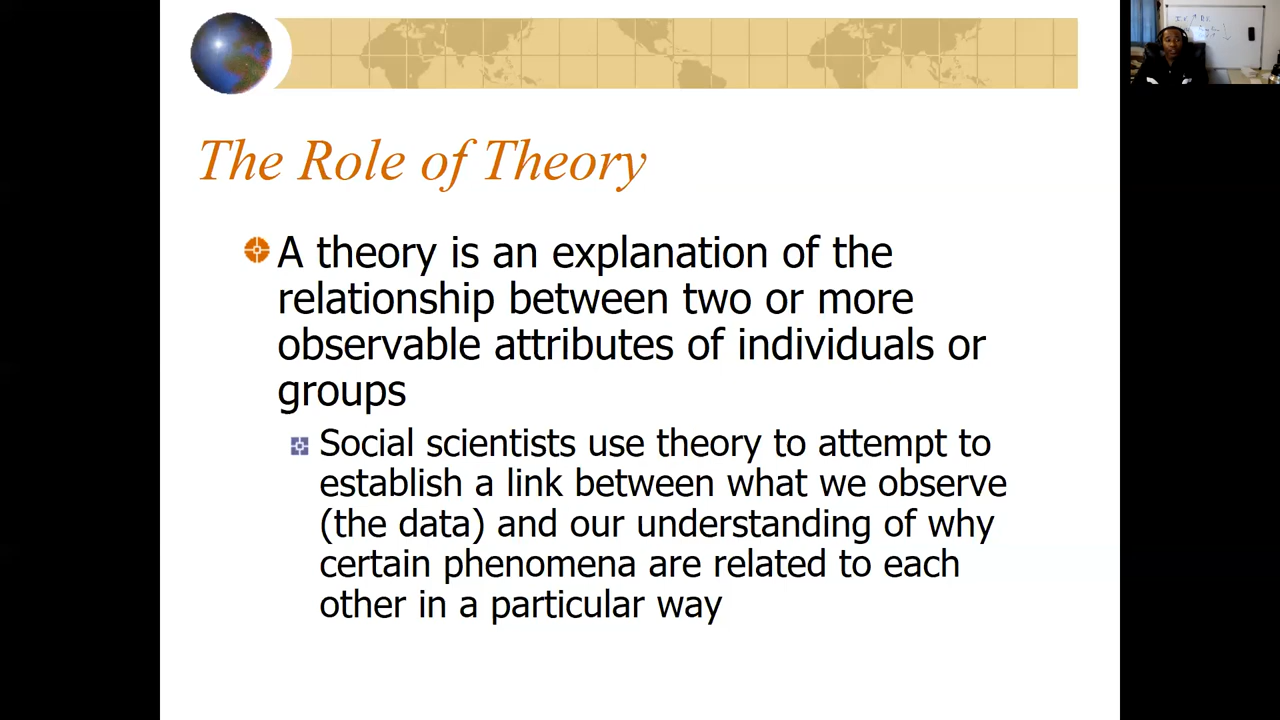 The Role of Theory
A theory is an explanation of the
relationship between two or more
observable attributes of individuals or
groups
Social scientists use theory to attempt to
establish a link between what we observe
(the data) and our understanding of why
certain phenomena are related to each
other in a particular way